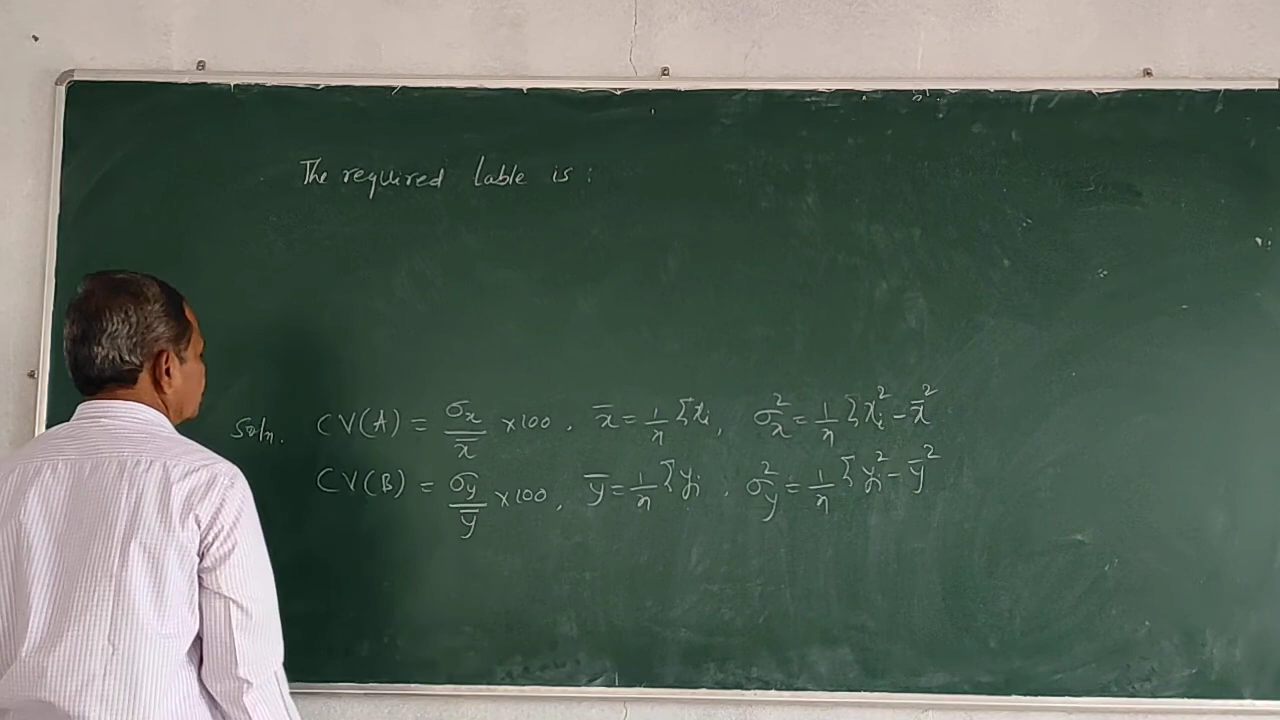 The required lable is :
Soln. CV(A) = σx/x̄ ×100, x̄ = 1/n Σxi, σx² = 1/n Σxi² − x̄²
CV(B) = σy/ȳ ×100, ȳ = 1/n Σyi, σy² = 1/n Σyi² − ȳ²